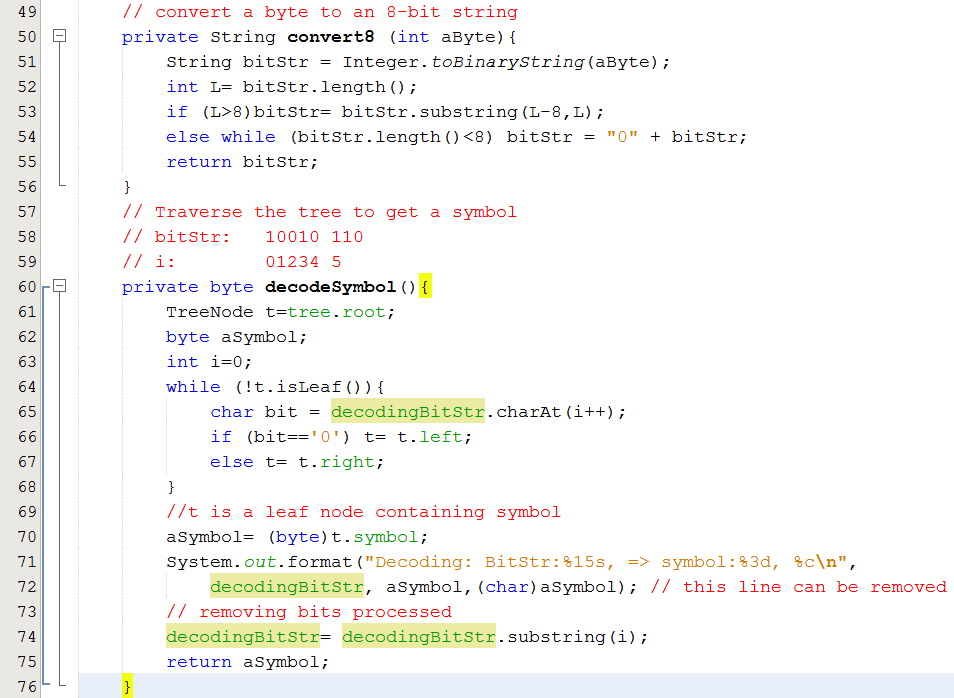 49 // convert a byte to an 8-bit string
50 private String convert8 (int aByte){
51 String bitStr = Integer.toBinaryString(aByte);
52 int L= bitStr.length();
53 if (L>8)bitStr= bitStr.substring(L-8,L);
54 else while (bitStr.length()<8) bitStr = "0" + bitStr;
55 return bitStr;
56 }
57 // Traverse the tree to get a symbol
58 // bitStr:   10010 110
59 // i:        01234 5
60 private byte decodeSymbol(){
61 TreeNode t=tree.root;
62 byte aSymbol;
63 int i=0;
64 while (!t.isLeaf()){
65 char bit = decodingBitStr.charAt(i++);
66 if (bit=='0') t= t.left;
67 else t= t.right;
68 }
69 //t is a leaf node containing symbol
70 aSymbol= (byte)t.symbol;
71 System.out.format("Decoding: BitStr:%15s, => symbol:%3d, %c\n",
72 decodingBitStr, aSymbol,(char)aSymbol); // this line can be removed
73 // removing bits processed
74 decodingBitStr= decodingBitStr.substring(i);
75 return aSymbol;
76 }